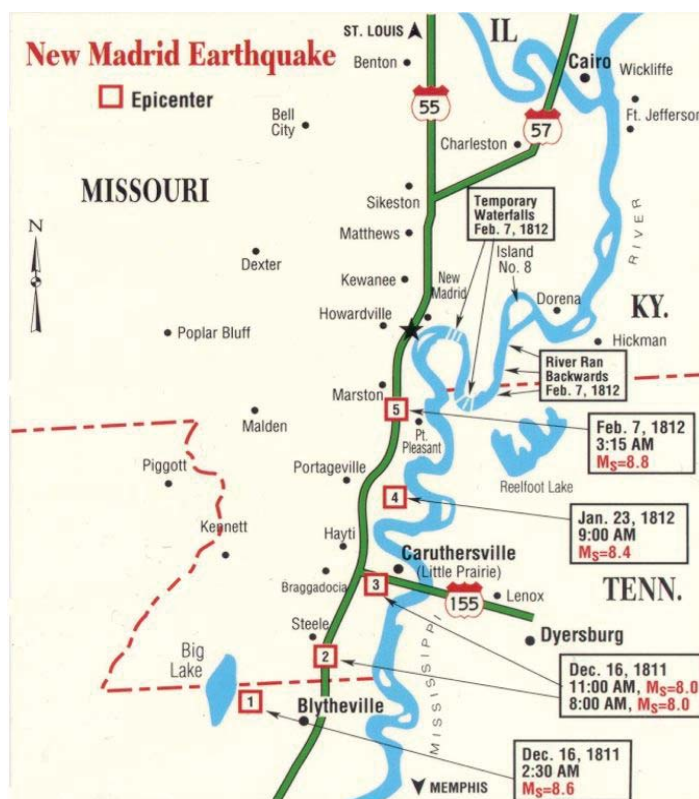 New Madrid Earthquake
Epicenter
ST. LOUIS
IL
Benton
Cairo
Wickliffe
55
57
Ft. Jefferson
Bell
City
Charleston
MISSOURI
Sikeston
Temporary
Waterfalls
Feb. 7, 1812
RIVER
N
Matthews
Island
No. 8
Dexter
Kewanee
New
Madrid
Dorena
KY.
Howardville
Poplar Bluff
Hickman
River Ran
Backwards
Feb. 7, 1812
Marston
5
Malden
Pt.
Pleasant
Feb. 7, 1812
3:15 AM
Ms=8.8
Piggott
Portageville
Reelfoot Lake
4
Jan. 23, 1812
9:00 AM
Ms=8.4
Kennett
Hayti
Caruthersville
(Little Prairie)
TENN.
Braggadocia
3
155
Lenox
Steele
Dyersburg
Big
Lake
2
Dec. 16, 1811
11:00 AM, Ms=8.0
8:00 AM, Ms=8.0
1
Blytheville
MISSISSIPPI
Dec. 16, 1811
2:30 AM
Ms=8.6
MEMPHIS